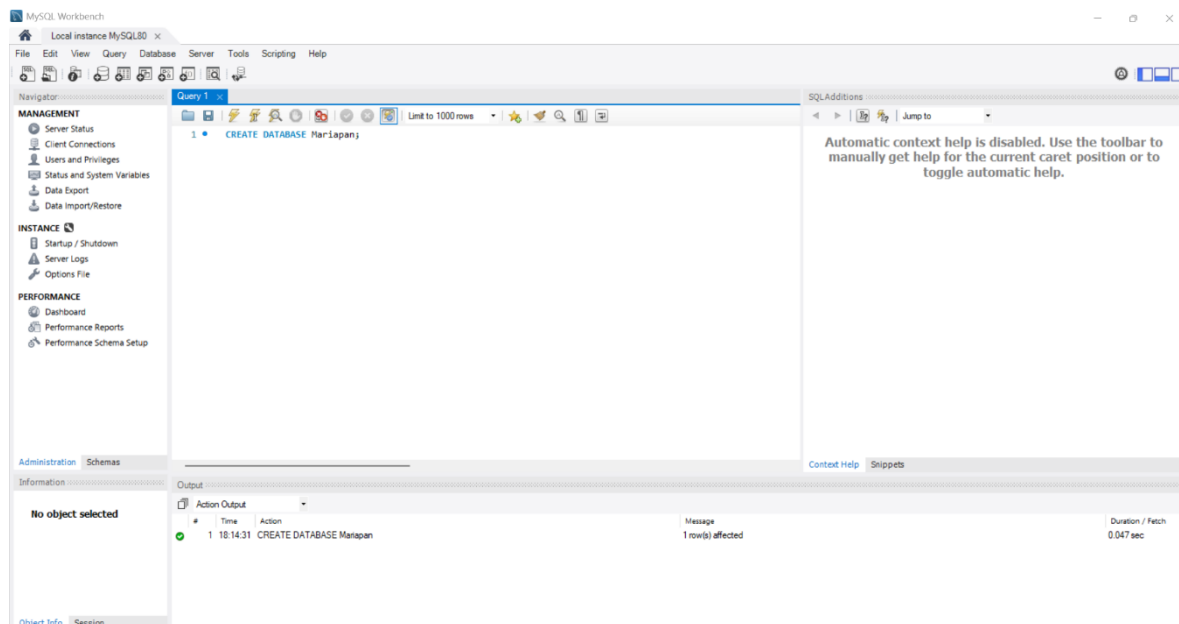 MySQL Workbench
Local instance MySQL80
File Edit View Query Database Server Tools Scripting Help
Navigator
MANAGEMENT
Server Status
Client Connections
Users and Privileges
Status and System Variables
Data Export
Data Import/Restore
INSTANCE
Startup / Shutdown
Server Logs
Options File
PERFORMANCE
Dashboard
Performance Reports
Performance Schema Setup
Administration Schemas
Query 1
Limit to 1000 rows
1 CREATE DATABASE Mariapan;
SQLAdditions
Jump to
Automatic context help is disabled. Use the toolbar to
manually get help for the current caret position or to
toggle automatic help.
Context Help Snippets
Information
No object selected
Object Info Session
Output
Action Output
# Time Action Message Duration / Fetch
1 18:14:31 CREATE DATABASE Mariapan 1 row(s) affected 0.047 sec